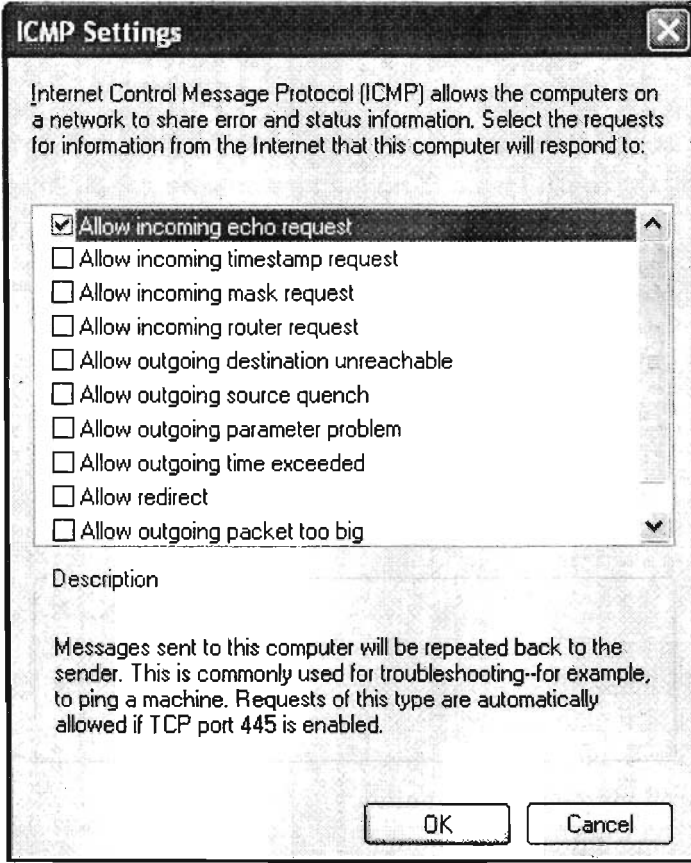 ICMP Settings
Internet Control Message Protocol (ICMP) allows the computers on
a network to share error and status information. Select the requests
for information from the Internet that this computer will respond to:
Allow incoming echo request
Allow incoming timestamp request
Allow incoming mask request
Allow incoming router request
Allow outgoing destination unreachable
Allow outgoing source quench
Allow outgoing parameter problem
Allow outgoing time exceeded
Allow redirect
Allow outgoing packet too big
Description
Messages sent to this computer will be repeated back to the
sender. This is commonly used for troubleshooting--for example,
to ping a machine. Requests of this type are automatically
allowed if TCP port 445 is enabled.
OK Cancel